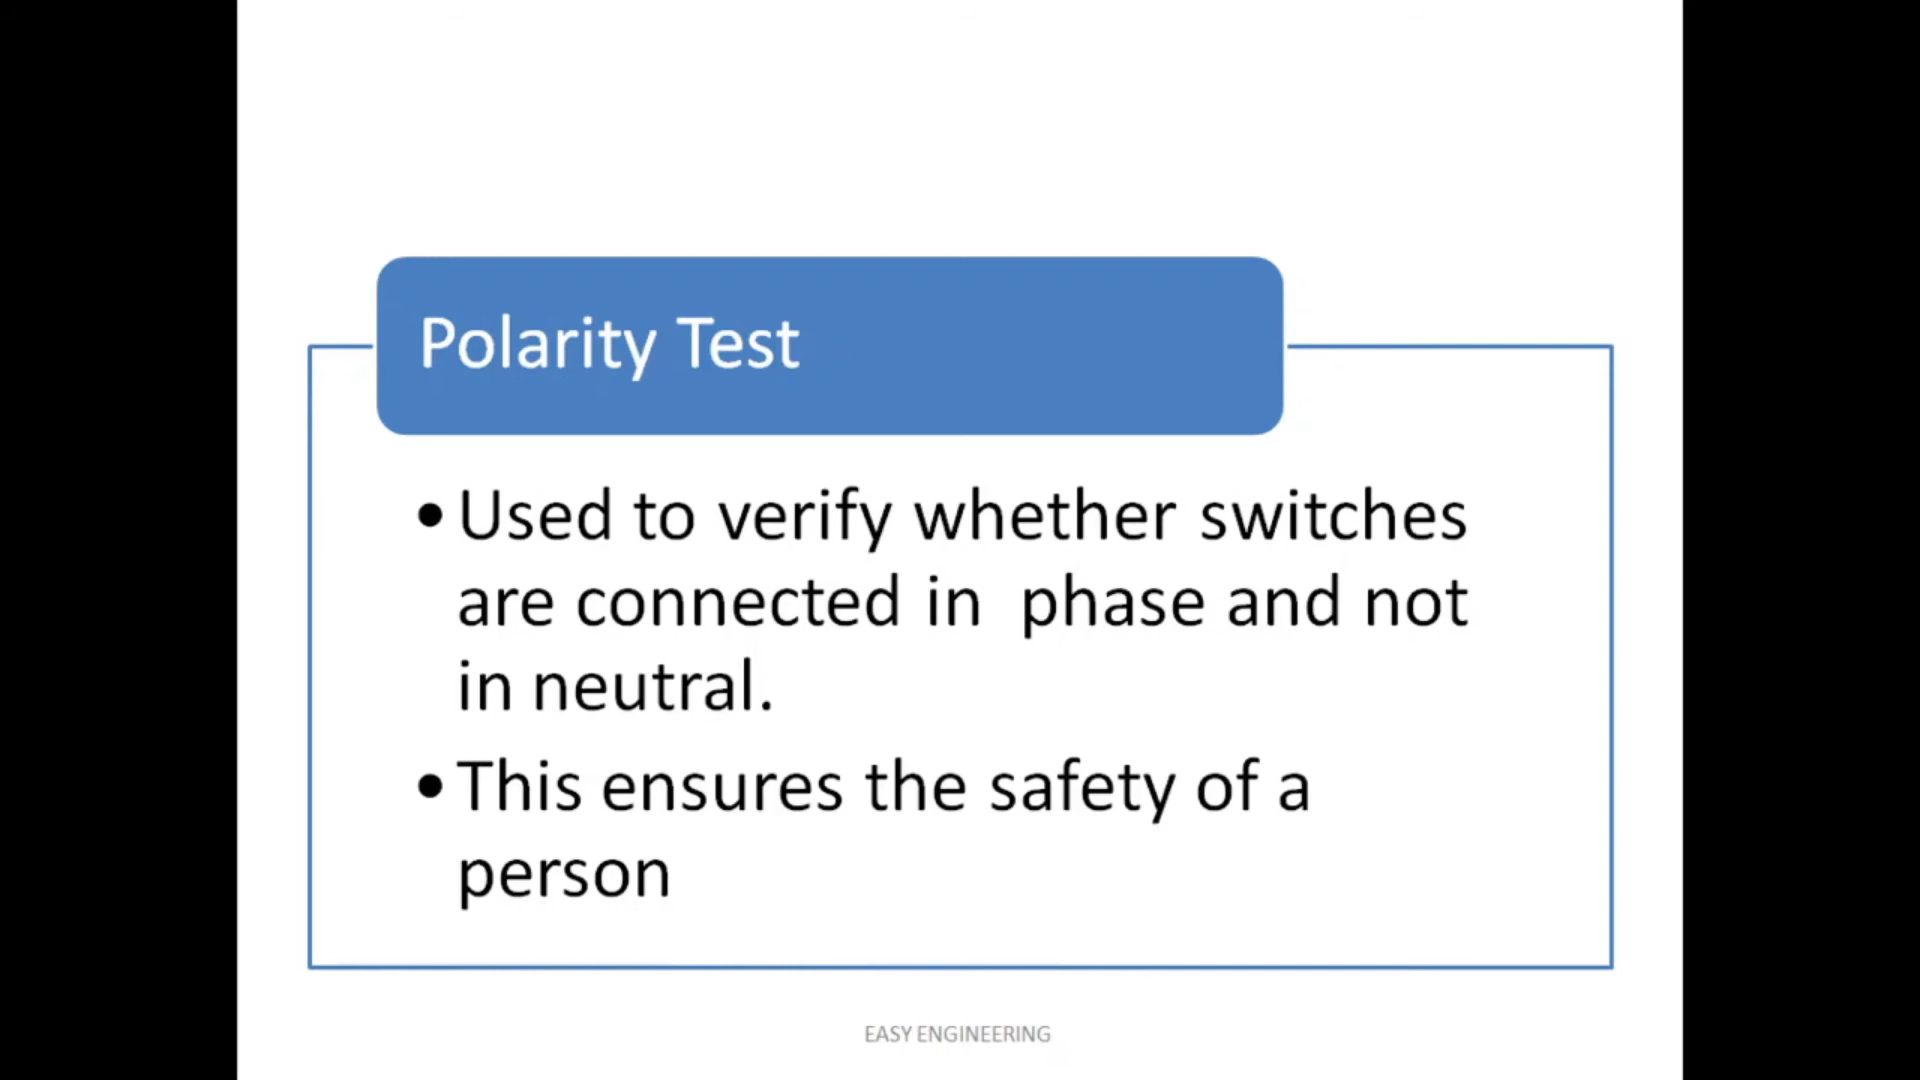 Polarity Test
•Used to verify whether switches
are connected in  phase and not
in neutral.
•This ensures the safety of a
person
EASY ENGINEERING